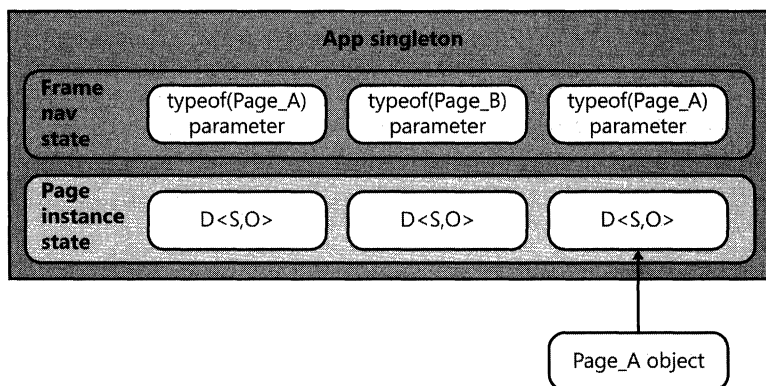 App singleton
Frame
nav
state
typeof(Page_A)
parameter
typeof(Page_B)
parameter
typeof(Page_A)
parameter
Page
instance
state
D<S,O>
D<S,O>
D<S,O>
Page_A object